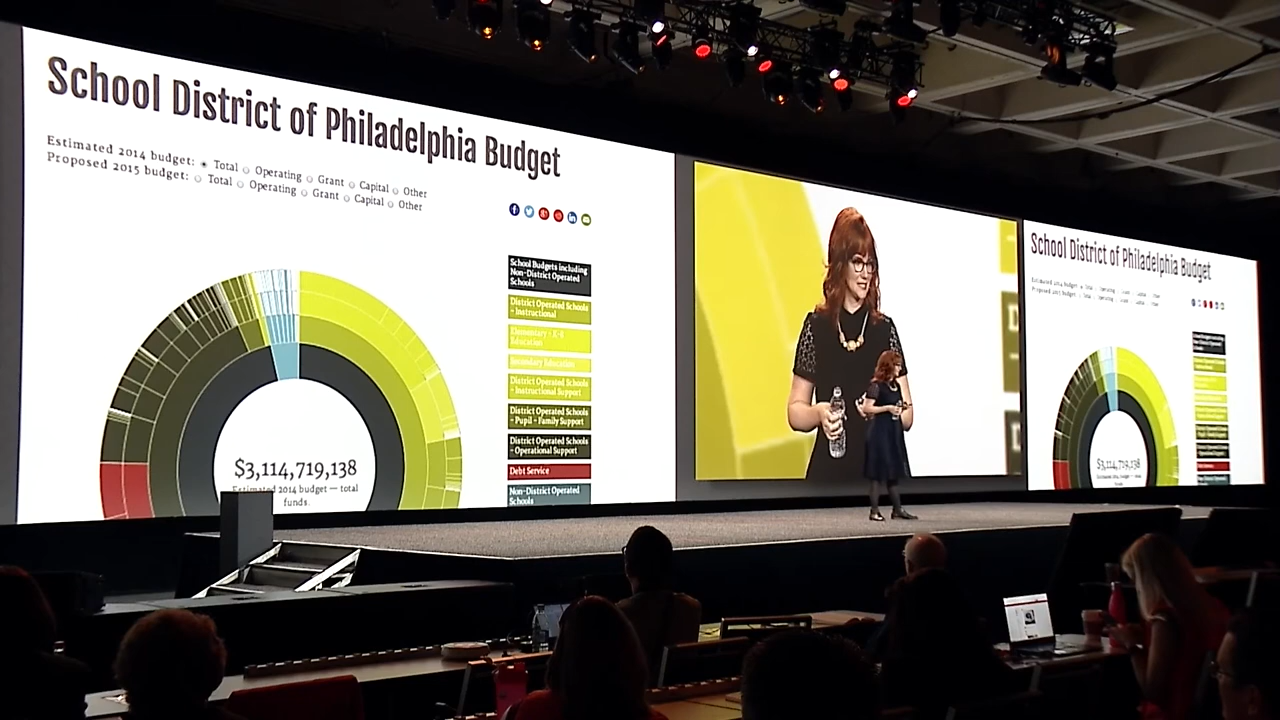 School District of Philadelphia Budget
Estimated 2014 budget: Total Operating Grant Capital Other
Proposed 2015 budget: Total Operating Grant Capital Other
School Budgets including
Non-District Operated
Schools
District Operated Schools
- Instructional
Elementary - K-8
Education
Secondary Education
District Operated Schools
- Instructional Support
District Operated Schools
- Pupil - Family Support
District Operated Schools
- Operational Support
Debt Service
Non-District Operated
Schools
$3,114,719,138
Estimated 2014 budget — total
funds.
School District of Philadelphia Budget
$3,114,719,138